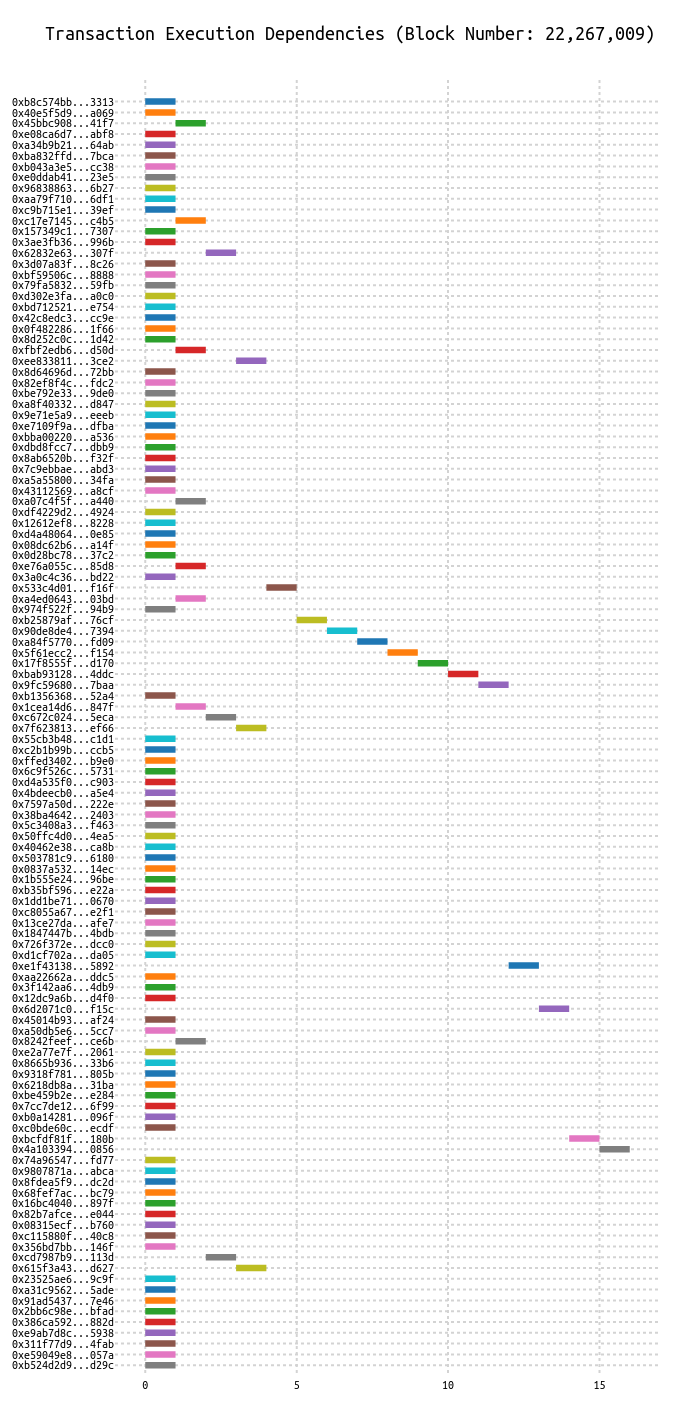 Transaction Execution Dependencies (Block Number: 22,267,009)
0xb8c574bb...3313
0x40e5f5d9...a069
0x45bbc908...41f7
0xe08ca6d7...abf8
0xa34b9b21...64ab
0xba832ffd...7bca
0xb043a3e5...cc38
0xe0ddab41...23e5
0x96838863...6b27
0xaa79f710...6df1
0xc9b715e1...39ef
0xc17e7145...c4b5
0x157349c1...7307
0x3ae3fb36...996b
0x62832e63...307f
0x3d07a83f...8c26
0xbf59506c...8888
0x79fa5832...59fb
0xd302e3fa...a0c0
0xbd712521...e754
0x42c8edc3...cc9e
0x0f482286...1f66
0x8d252c0c...1d42
0xfbf2edb6...d50d
0xee833811...3ce2
0x8d64696d...72bb
0x82ef8f4c...fdc2
0xbe792e33...9de0
0xa8f40332...d847
0x9e71e5a9...eeeb
0xe7109f9a...dfba
0xbba00220...a536
0xdbd8fcc7...dbb9
0x8ab6520b...f32f
0x7c9ebbae...abd3
0xa5a55800...34fa
0x43112569...a8cf
0xa07c4f5f...a440
0xdf4229d2...4924
0x12612ef8...8228
0xd4a48064...0e85
0x08dc62b6...a14f
0x0d28bc78...37c2
0xe76a055c...85d8
0x3a0c4c36...bd22
0x533c4d01...f16f
0xa4ed0643...03bd
0x974f522f...94b9
0xb25879af...76cf
0x90de8de4...7394
0xa84f5770...fd09
0x5f61ecc2...f154
0x17f8555f...d170
0xbab93128...4ddc
0x9fc59680...7baa
0xb1356368...52a4
0x1cea14d6...847f
0xc672c024...5eca
0x7f623813...ef66
0x55cb3b48...c1d1
0xc2b1b99b...ccb5
0xffed3402...b9e0
0x6c9f526c...5731
0xd4a535f0...c903
0x4bdeecb0...a5e4
0x7597a50d...222e
0x38ba4642...2403
0x5c3408a3...f463
0x50ffc4d0...4ea5
0x40462e38...ca8b
0x503781c9...6180
0x0837a532...14ec
0x1b555e24...96be
0xb35bf596...e22a
0x1dd1be71...0670
0xc8055a67...e2f1
0x13ce27da...afe7
0x1847447b...4bdb
0x726f372e...dcc0
0xd1cf702a...da05
0xe1f43138...5892
0xaa22662a...ddc5
0x3f142aa6...4db9
0x12dc9a6b...d4f0
0x6d2071c0...f15c
0x45014b93...af24
0xa50db5e6...5cc7
0x8242feef...ce6b
0xe2a77e7f...2061
0x8665b936...33b6
0x9318f781...805b
0x6218db8a...31ba
0xbe459b2e...e284
0x7cc7de12...6f99
0xb0a14281...096f
0xc0bde60c...ecdf
0xbcfdf81f...180b
0x4a103394...0856
0x74a96547...fd77
0x9807871a...abca
0x8fdea5f9...dc2d
0x68fef7ac...bc79
0x16bc4040...897f
0x82b7afce...e044
0x08315ecf...b760
0xc115880f...40c8
0x356bd7bb...146f
0xcd7987b9...113d
0x615f3a43...d627
0x23525ae6...9c9f
0xa31c9562...5ade
0x91ad5437...7e46
0x2bb6c98e...bfad
0x386ca592...882d
0xe9ab7d8c...5938
0x311f77d9...4fab
0xe59049e8...057a
0xb524d2d9...d29c
0 5 10 15